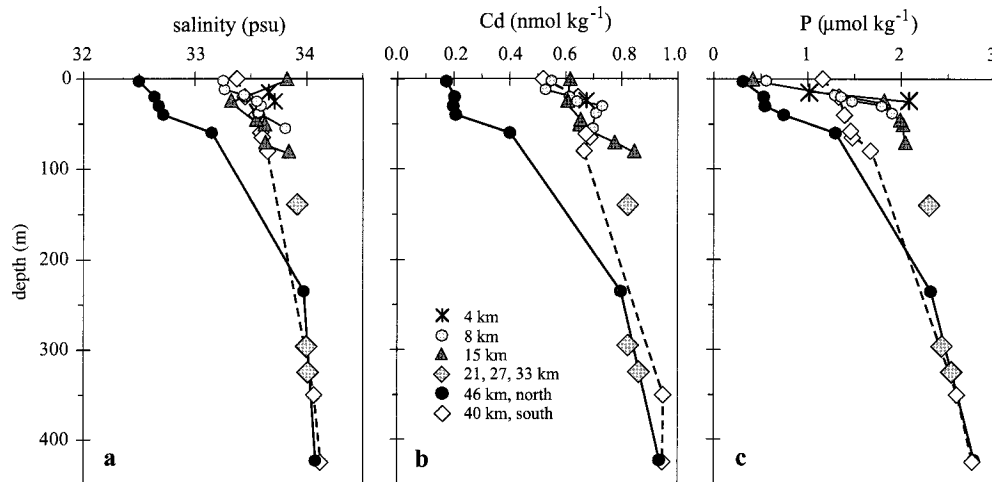 salinity (psu)
Cd (nmol kg-1)
P (µmol kg-1)
32 33 34
0.0 0.2 0.4 0.6 0.8 1.0
0 1 2 3
depth (m)
0
100
200
300
400
4 km
8 km
15 km
21, 27, 33 km
46 km, north
40 km, south
a
b
c